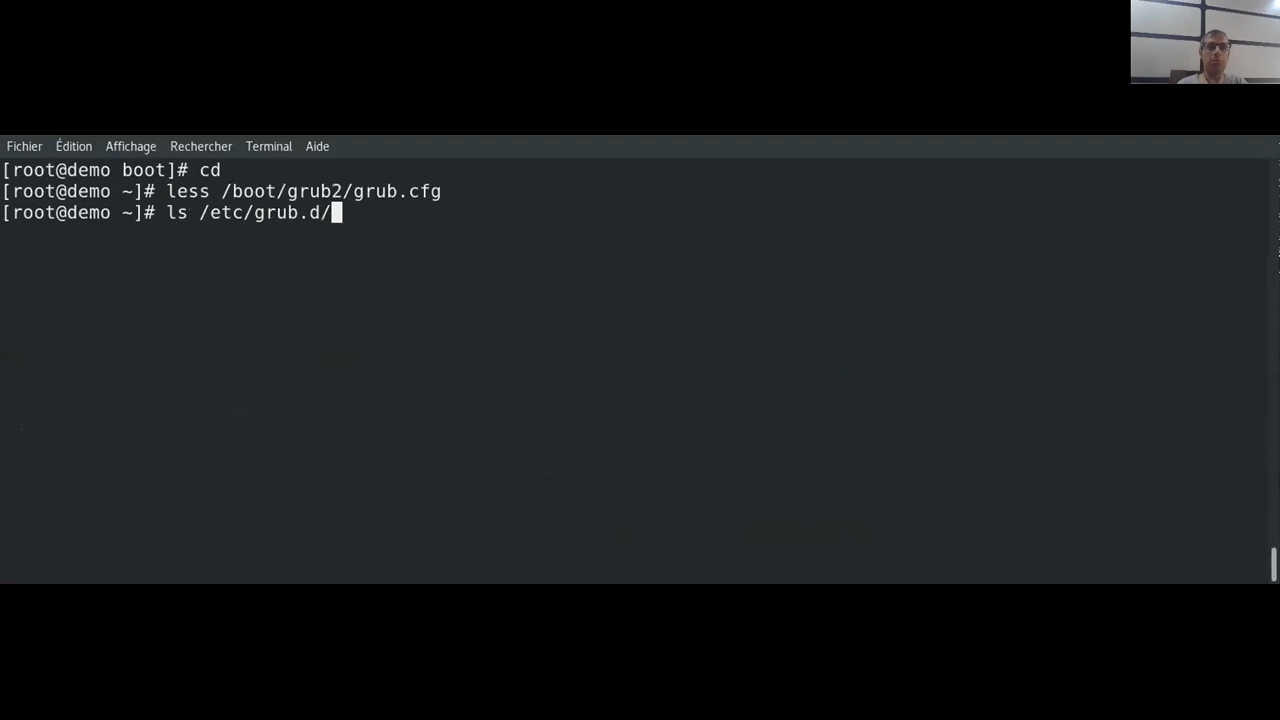 Fichier Édition Affichage Rechercher Terminal Aide
[root@demo boot]# cd
[root@demo ~]# less /boot/grub2/grub.cfg
[root@demo ~]# ls /etc/grub.d/